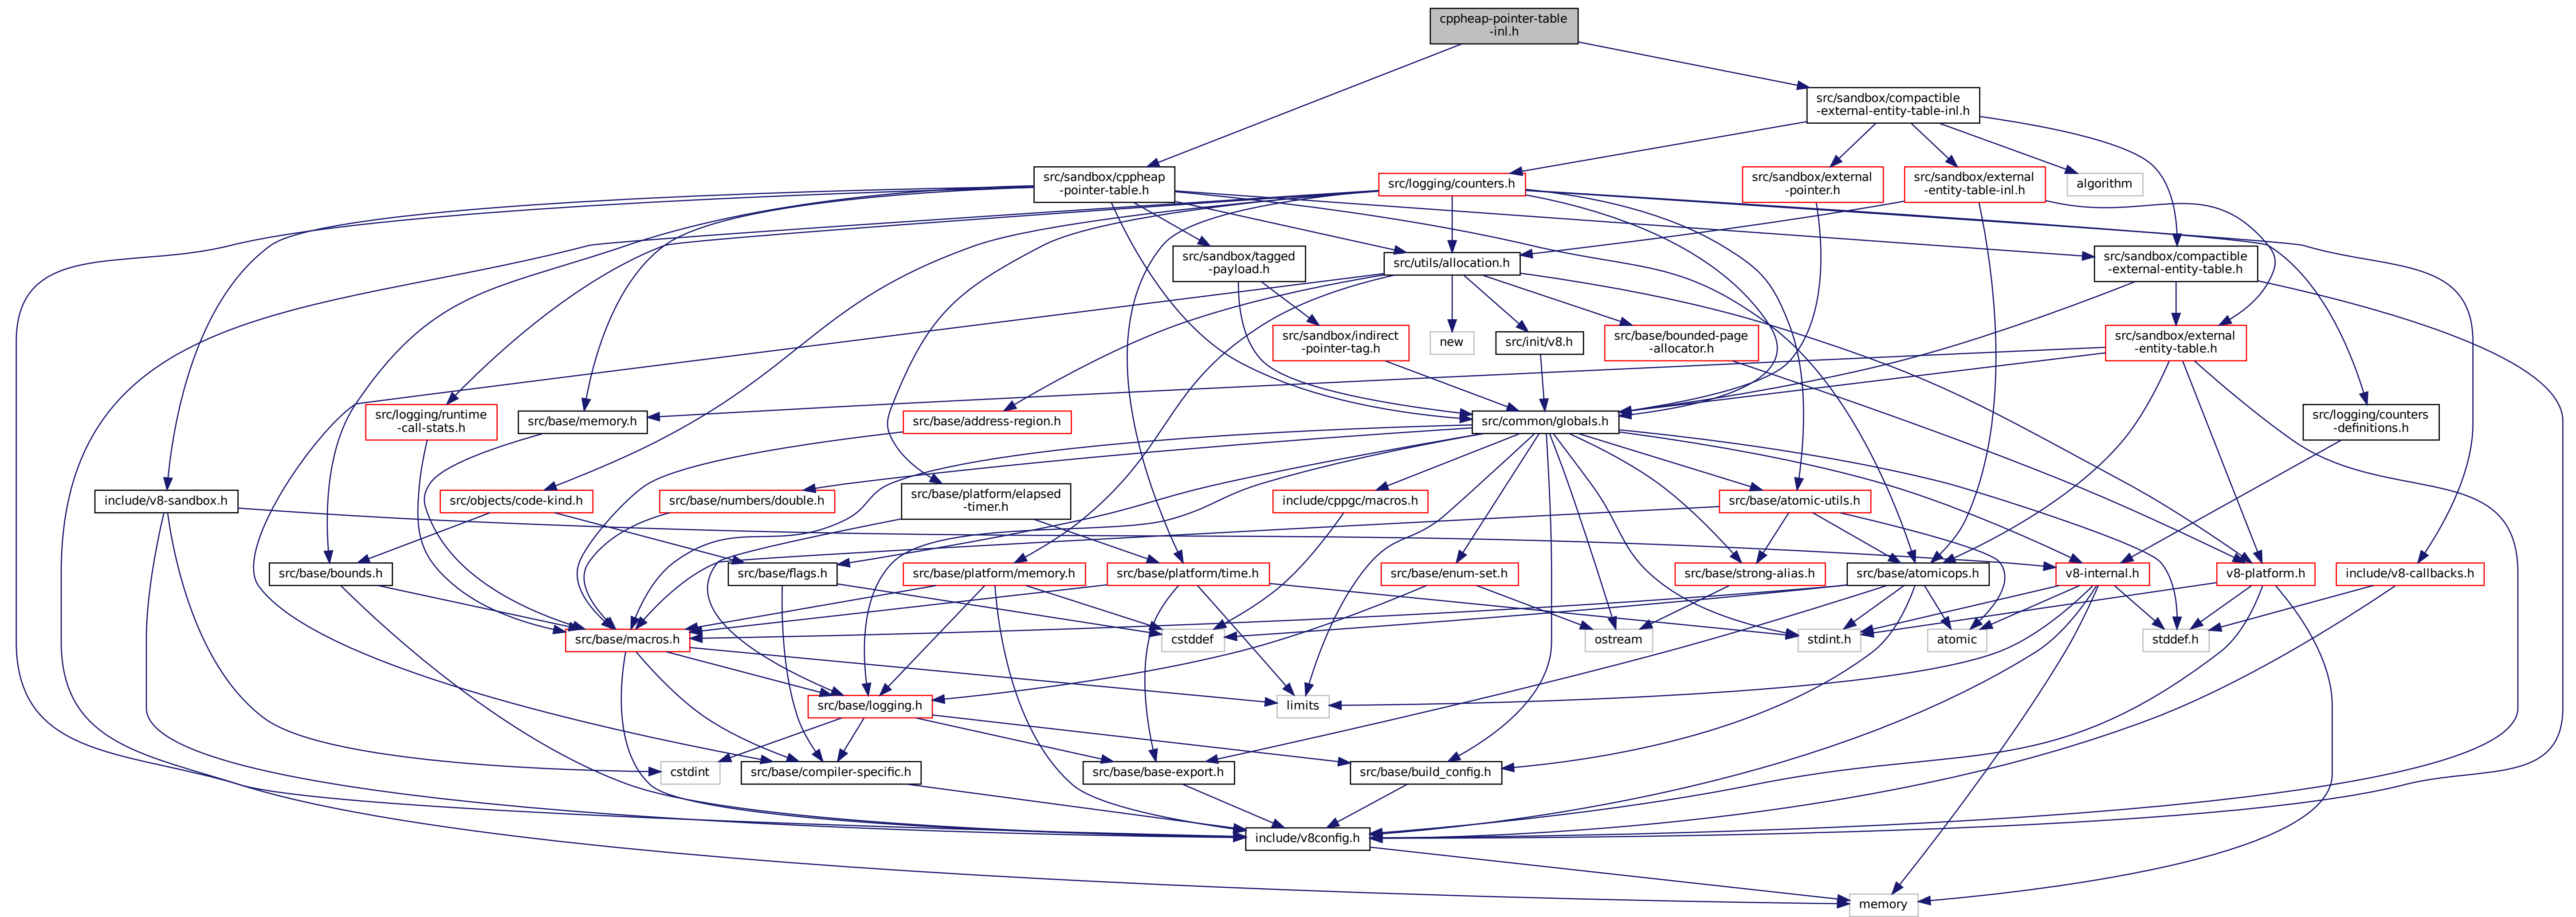 cppheap-pointer-table
-inl.h
src/sandbox/compactible
-external-entity-table-inl.h
src/sandbox/cppheap
-pointer-table.h
src/logging/counters.h
src/sandbox/external
-pointer.h
src/sandbox/external
-entity-table-inl.h
algorithm
src/sandbox/tagged
-payload.h
src/utils/allocation.h
src/sandbox/compactible
-external-entity-table.h
src/sandbox/indirect
-pointer-tag.h
new
src/init/v8.h
src/base/bounded-page
-allocator.h
src/sandbox/external
-entity-table.h
src/logging/runtime
-call-stats.h
src/base/memory.h
src/base/address-region.h
src/common/globals.h
src/logging/counters
-definitions.h
include/v8-sandbox.h
src/objects/code-kind.h
src/base/numbers/double.h
src/base/platform/elapsed
-timer.h
include/cppgc/macros.h
src/base/atomic-utils.h
src/base/bounds.h
src/base/flags.h
src/base/platform/memory.h
src/base/platform/time.h
src/base/enum-set.h
src/base/strong-alias.h
src/base/atomicops.h
v8-internal.h
v8-platform.h
include/v8-callbacks.h
src/base/macros.h
cstddef
ostream
stdint.h
atomic
stddef.h
src/base/logging.h
limits
cstdint
src/base/compiler-specific.h
src/base/base-export.h
src/base/build_config.h
include/v8config.h
memory